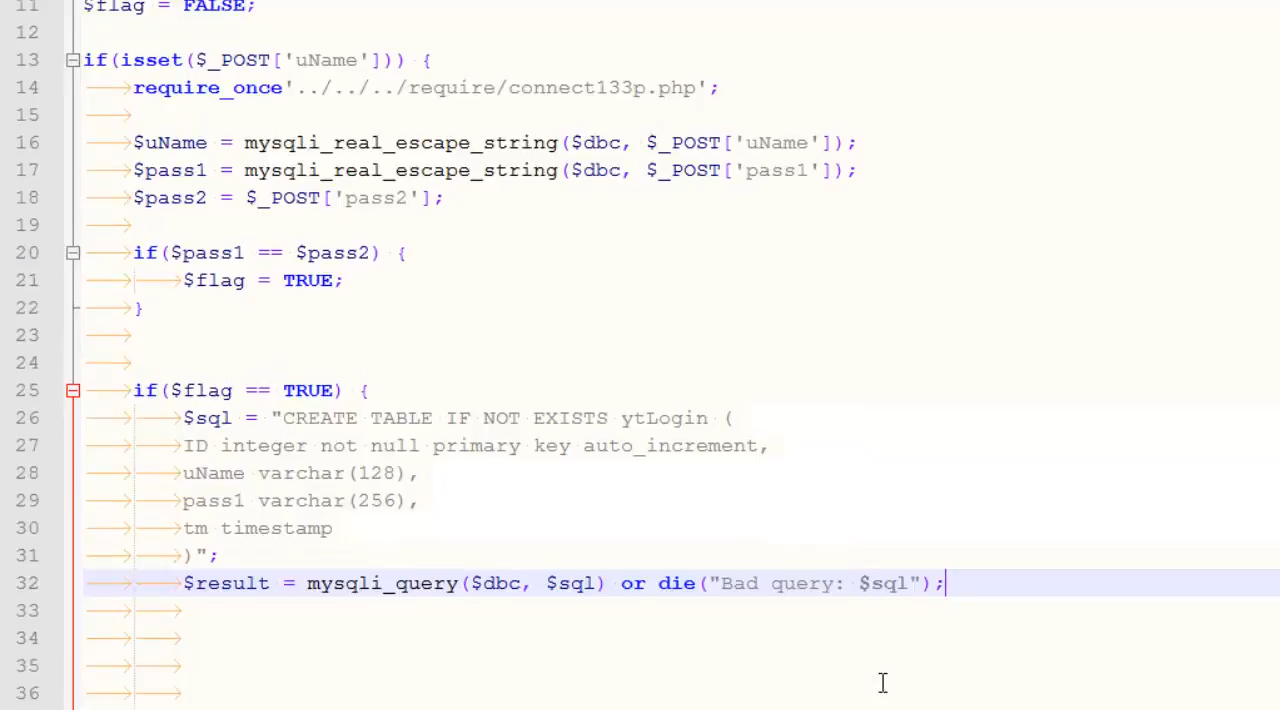 11 $flag = FALSE;
12
13 if(isset($_POST['uName'])) {
14 require_once'../../../require/connect133p.php';
15
16 $uName = mysqli_real_escape_string($dbc, $_POST['uName']);
17 $pass1 = mysqli_real_escape_string($dbc, $_POST['pass1']);
18 $pass2 = $_POST['pass2'];
19
20 if($pass1 == $pass2) {
21 $flag = TRUE;
22 }
23
24
25 if($flag == TRUE) {
26 $sql = "CREATE TABLE IF NOT EXISTS ytLogin (
27 ID integer not null primary key auto_increment,
28 uName varchar(128),
29 pass1 varchar(256),
30 tm timestamp
31 )";
32 $result = mysqli_query($dbc, $sql) or die("Bad query: $sql");
33
34
35
36